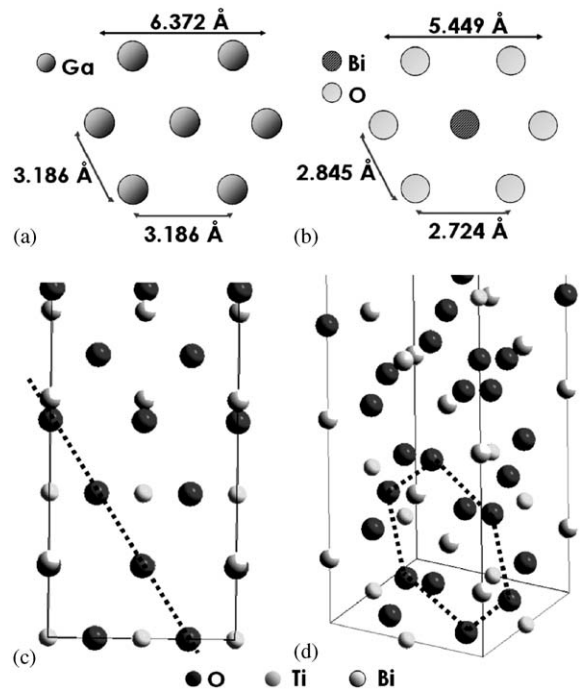 6.372 Å
Ga
3.186 Å
3.186 Å
(a)
5.449 Å
Bi
O
2.845 Å
2.724 Å
(b)
(c)
(d)
O Ti Bi